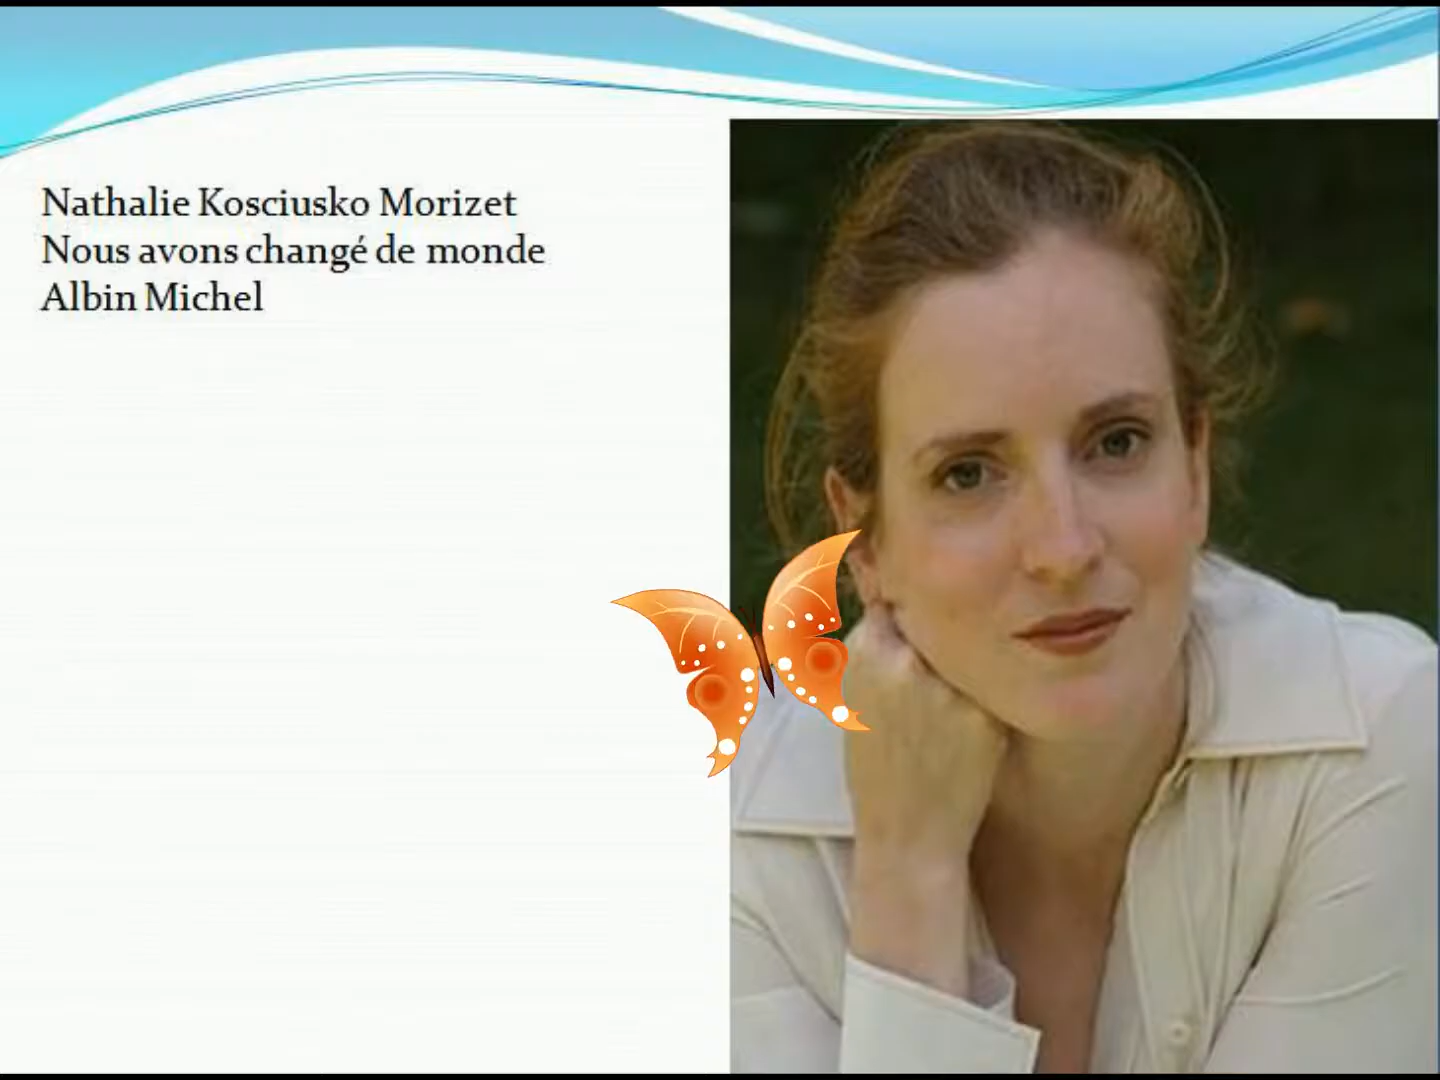 Nathalie Kosciusko Morizet
Nous avons changé de monde
Albin Michel